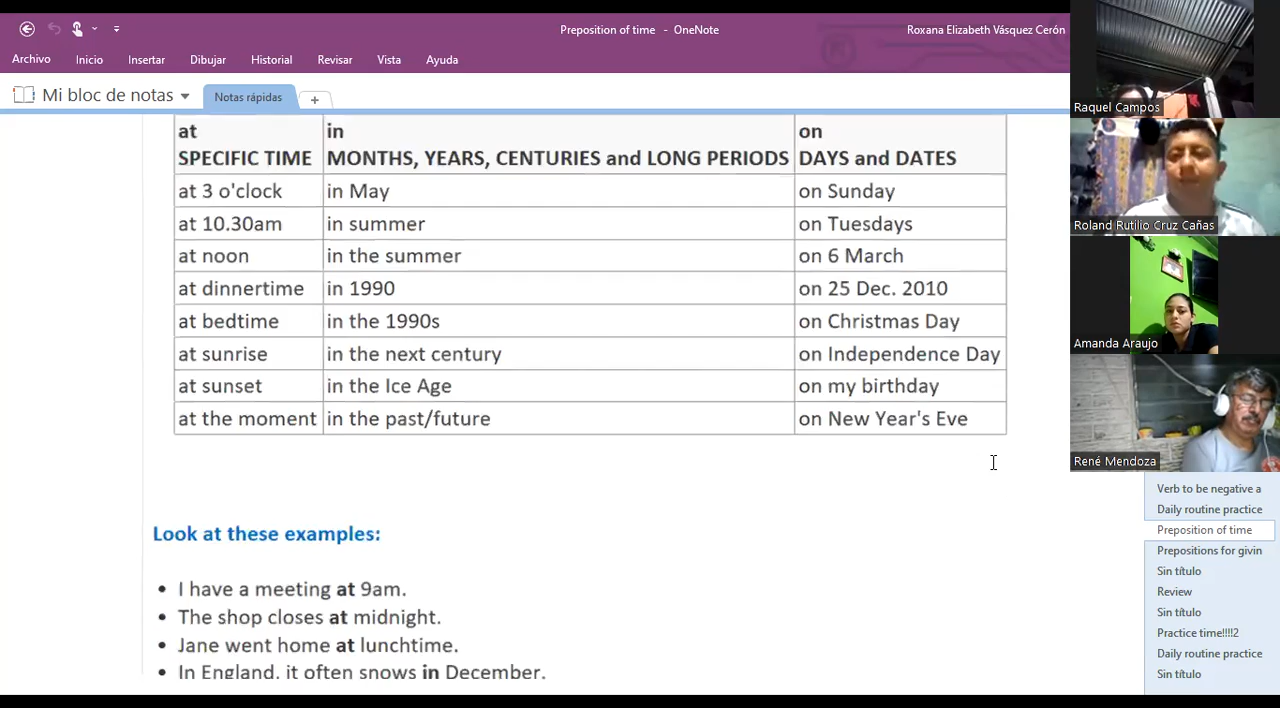 Preposition of time - OneNote
Roxana Elizabeth Vásquez Cerón
Archivo Inicio Insertar Dibujar Historial Revisar Vista Ayuda
Mi bloc de notas
Notas rápidas
+
at in on
SPECIFIC TIME MONTHS, YEARS, CENTURIES and LONG PERIODS DAYS and DATES
at 3 o'clock in May on Sunday
at 10.30am in summer on Tuesdays
at noon in the summer on 6 March
at dinnertime in 1990 on 25 Dec. 2010
at bedtime in the 1990s on Christmas Day
at sunrise in the next century on Independence Day
at sunset in the Ice Age on my birthday
at the moment in the past/future on New Year's Eve
Look at these examples:
• I have a meeting at 9am.
• The shop closes at midnight.
• Jane went home at lunchtime.
• In England, it often snows in December.
Raquel Campos
Roland Rutilio Cruz Cañas
Amanda Araujo
René Mendoza
Verb to be negative a
Daily routine practice
Preposition of time
Prepositions for givin
Sin título
Review
Sin título
Practice time!!!!2
Daily routine practice
Sin título